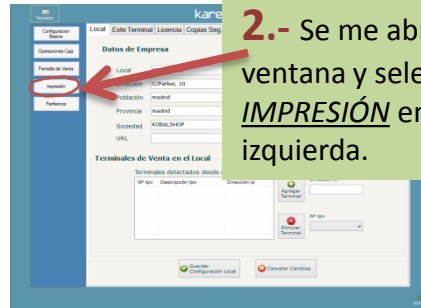 Teclado
kare
2.- Se me abr
ventana y sele
IMPRESIÓN en
izquierda.
Configuracion
Basica
Operaciones Caja
Pantalla de Venta
Impresión
Perifericos
Local Este Terminal Licencia Copias Seg.
Datos de Empresa
Local
C/Parker, 10
Población madrid
Provincia madrid
Sociedad KOBALSHOP
URL
Terminales de Venta en el Local
Terminales detectados desde
Nº tpv Descripción tpv Dirección ip
Agregar
Terminal
Nº tpv
Eliminar
Terminal
Guardar
Configuración Local
Cancelar Cambios